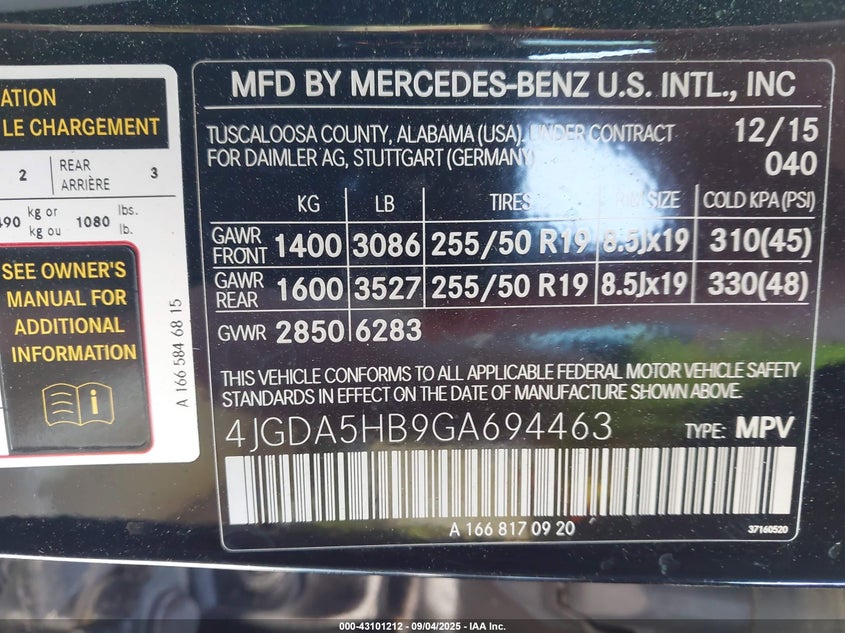 ATION
LE CHARGEMENT
2 REAR ARRIÈRE 3
490 kg or kg ou 1080 lbs. lb.
SEE OWNER'S
MANUAL FOR
ADDITIONAL
INFORMATION
A 166 584 68 15
MFD BY MERCEDES-BENZ U.S. INTL., INC
TUSCALOOSA COUNTY, ALABAMA (USA). UNDER CONTRACT 12/15
FOR DAIMLER AG, STUTTGART (GERMANY) 040
KG LB TIRES RIM SIZE COLD KPA (PSI)
GAWR FRONT 1400 3086 255/50 R19 8.5Jx19 310(45)
GAWR REAR 1600 3527 255/50 R19 8.5Jx19 330(48)
GVWR 2850 6283
THIS VEHICLE CONFORMS TO ALL APPLICABLE FEDERAL MOTOR VEHICLE SAFETY
STANDARDS IN EFFECT ON THE DATE OF MANUFACTURE SHOWN ABOVE.
4JGDA5HB9GA694463 TYPE: MPV
A 166 817 09 20
37160520
000-43101212 - 09/04/2025 - IAA Inc.